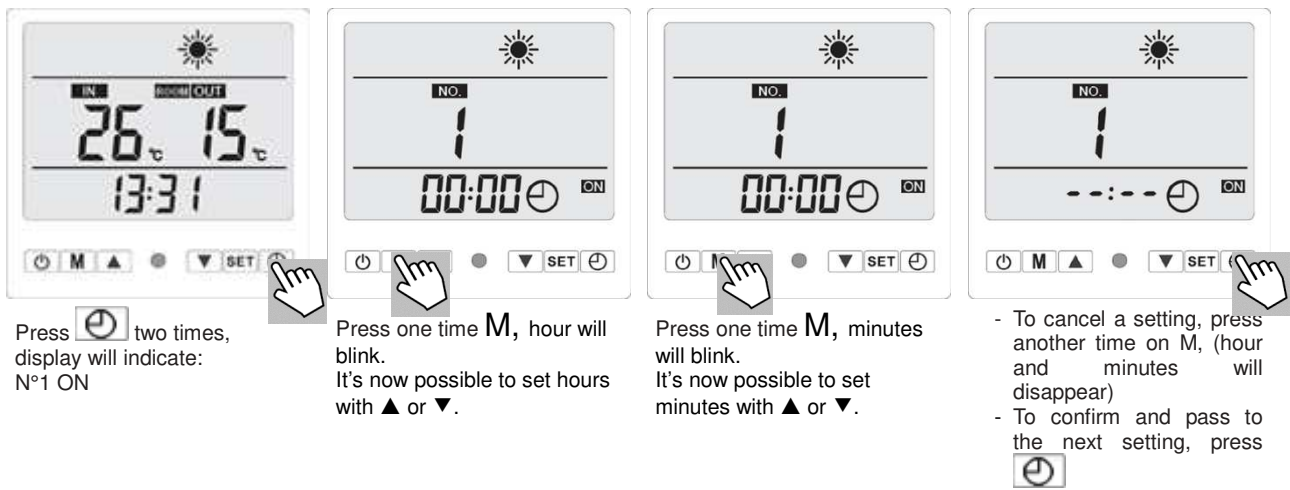 IN ROOM OUT
26 °C 15 °C
13:31
M ▲ ▼ SET
Press two times,
display will indicate:
N°1 ON
NO.
1
00:00 ON
▼ SET
Press one time M, hour will
blink.
It's now possible to set hours
with ▲ or ▼.
NO.
1
00:00 ON
M ▼ SET
Press one time M, minutes
will blink.
It's now possible to set
minutes with ▲ or ▼.
NO.
1
--:-- ON
M ▲ ▼ SET
- To cancel a setting, press
another time on M, (hour
and minutes will
disappear)
- To confirm and pass to
the next setting, press